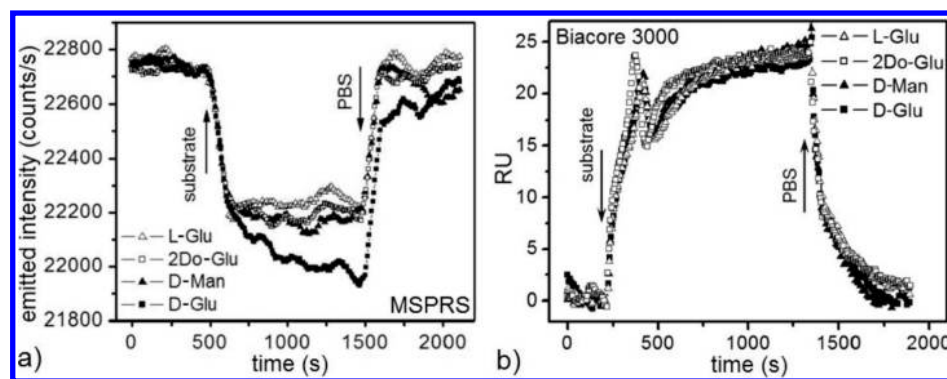 emitted intensity (counts/s)
22800
22600
22400
22200
22000
21800
substrate
PBS
L-Glu
2Do-Glu
D-Man
D-Glu
MSPRS
0 500 1000 1500 2000
time (s)
a)
Biacore 3000
RU
25
20
15
10
5
0
substrate
PBS
L-Glu
2Do-Glu
D-Man
D-Glu
0 500 1000 1500 2000
time (s)
b)